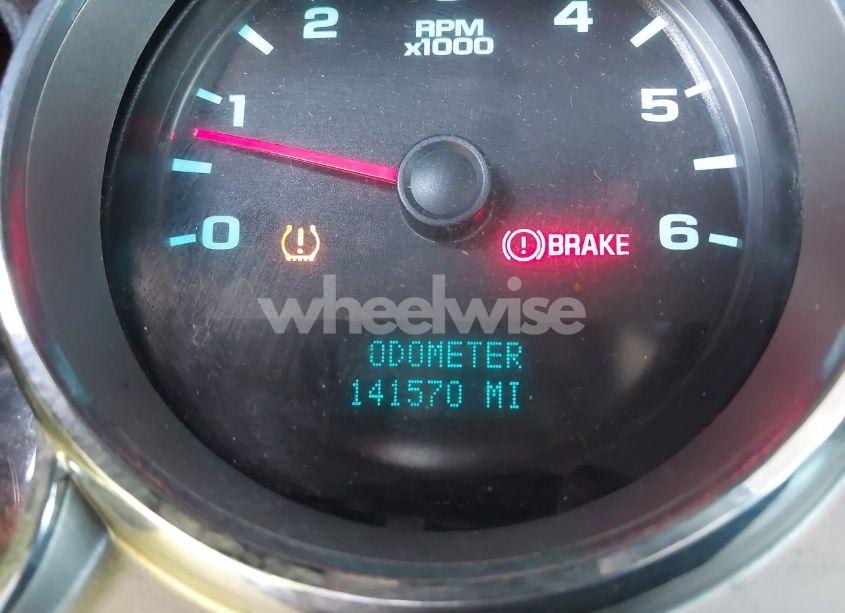 2
4
RPM
x1000
1
5
0
(!)
(!) BRAKE
6
wheelwise
ODOMETER
141570 MI